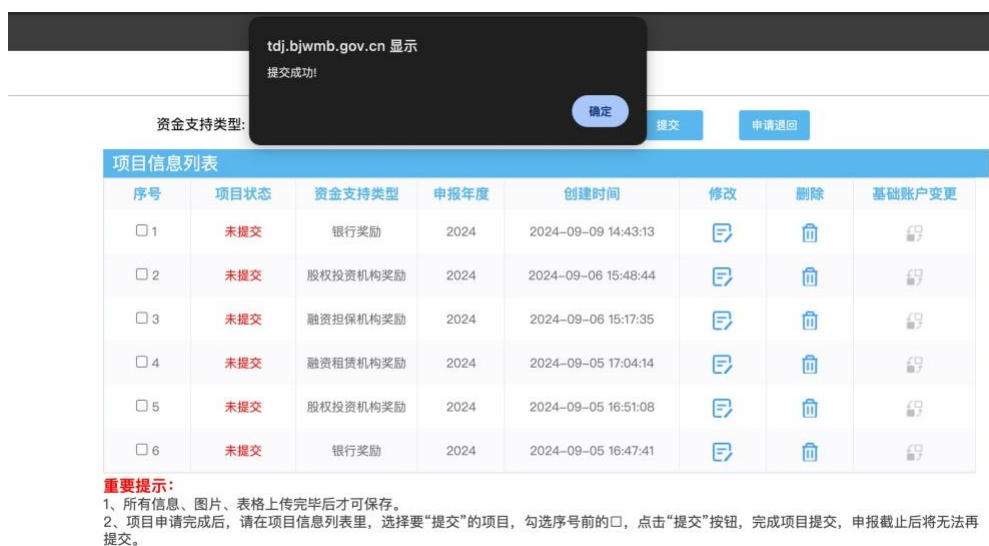 tdj.bjwmb.gov.cn 显示
提交成功!
确定
资金支持类型:
提交
申请退回
项目信息列表
序号 项目状态 资金支持类型 申报年度 创建时间 修改 删除 基础账户变更
1 未提交 银行奖励 2024 2024-09-09 14:43:13
2 未提交 股权投资机构奖励 2024 2024-09-06 15:48:44
3 未提交 融资担保机构奖励 2024 2024-09-06 15:17:35
4 未提交 融资租赁机构奖励 2024 2024-09-05 17:04:14
5 未提交 股权投资机构奖励 2024 2024-09-05 16:51:08
6 未提交 银行奖励 2024 2024-09-05 16:47:41
重要提示：
1、所有信息、图片、表格上传完毕后才可保存。
2、项目申请完成后，请在项目信息列表里，选择要“提交”的项目，勾选序号前的□，点击“提交”按钮，完成项目提交，申报截止后将无法再
提交。